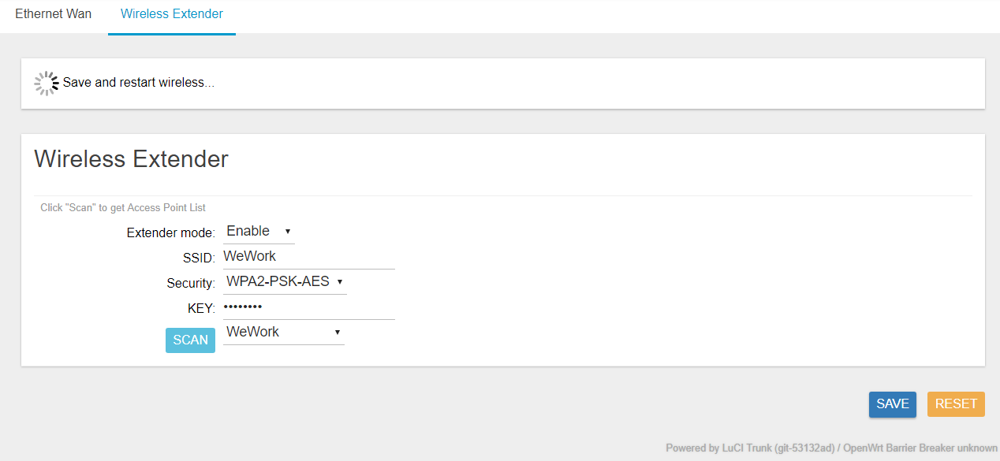 Ethernet Wan Wireless Extender
Save and restart wireless...
Wireless Extender
Click "Scan" to get Access Point List
Extender mode: Enable
SSID: WeWork
Security: WPA2-PSK-AES
KEY: ••••••••
SCAN WeWork
SAVE RESET
Powered by LuCI Trunk (git-53132ad) / OpenWrt Barrier Breaker unknown